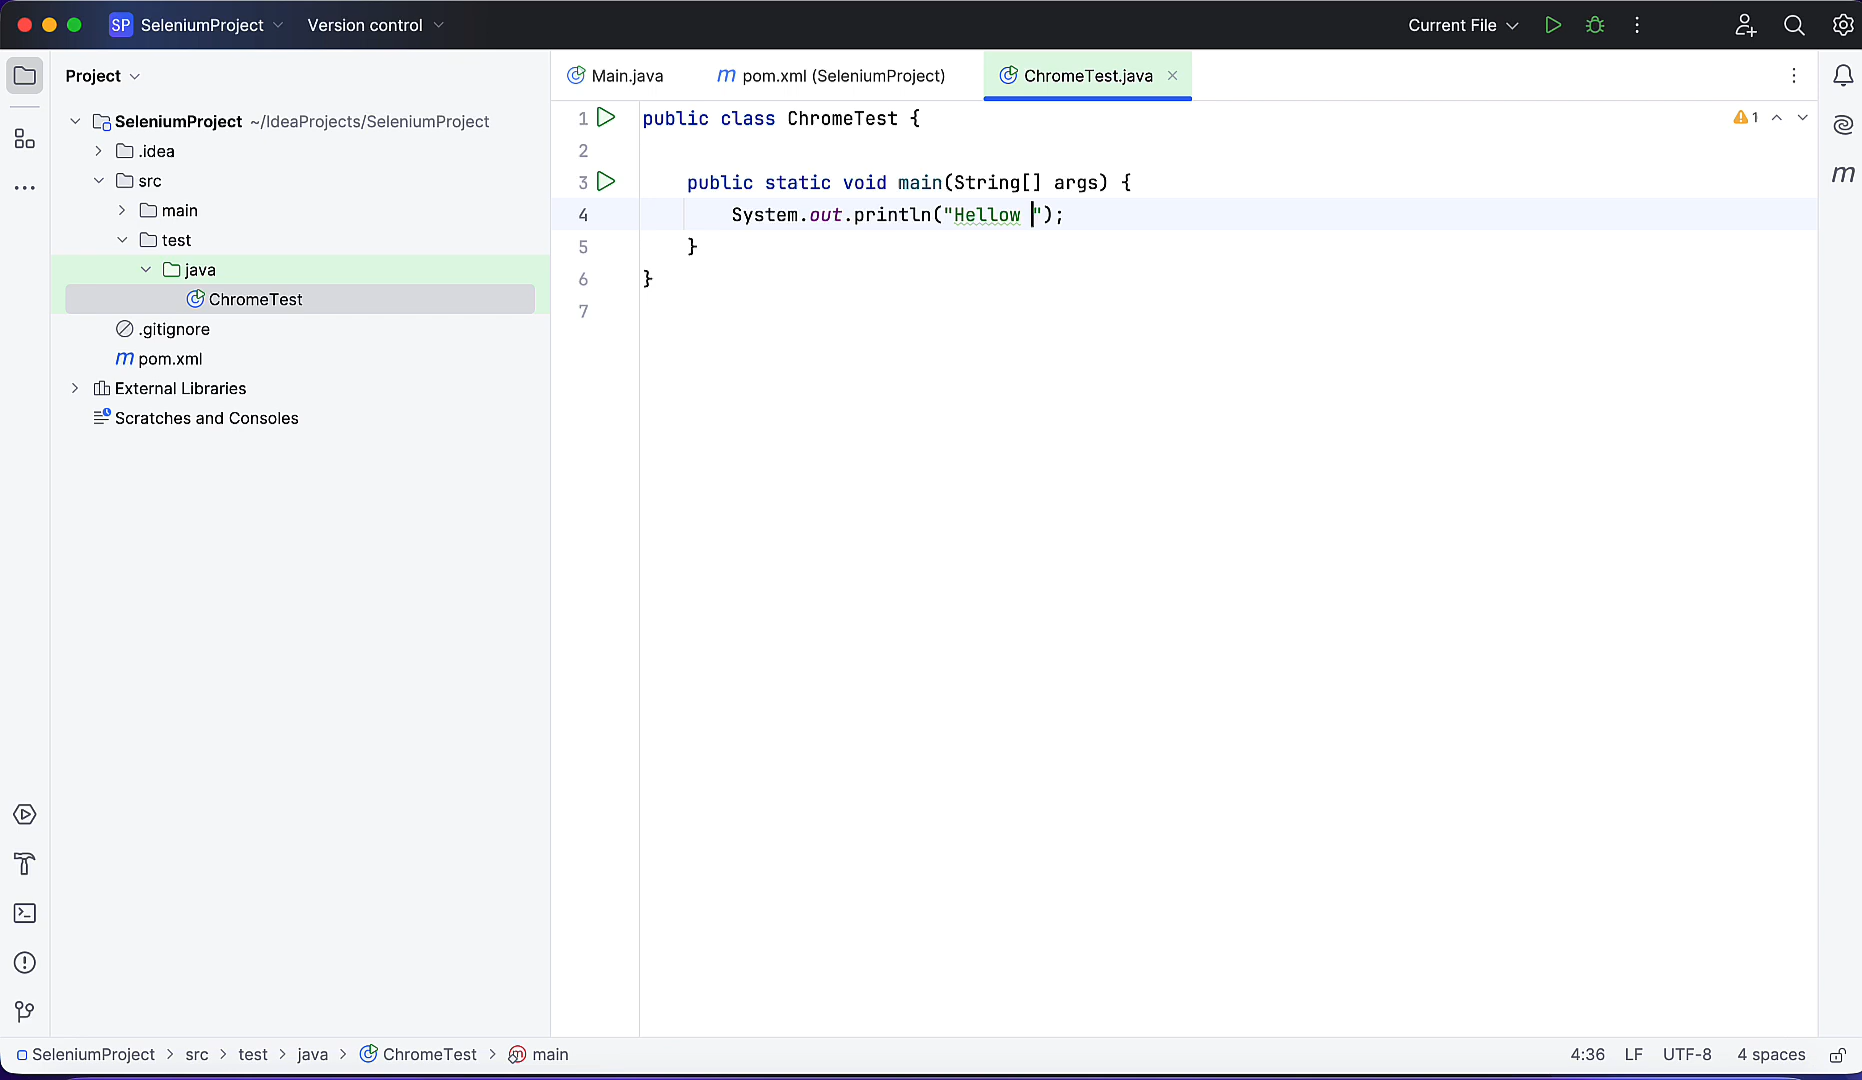 SP SeleniumProject Version control Current File
Project
Main.java m pom.xml (SeleniumProject) ChromeTest.java
SeleniumProject ~/IdeaProjects/SeleniumProject
.idea
src
main
test
java
ChromeTest
.gitignore
m pom.xml
External Libraries
Scratches and Consoles
1 public class ChromeTest { 1
2
3 public static void main(String[] args) {
4 System.out.println("Hellow ");
5 }
6 }
7
m
SeleniumProject > src > test > java > ChromeTest > m main 4:36 LF UTF-8 4 spaces